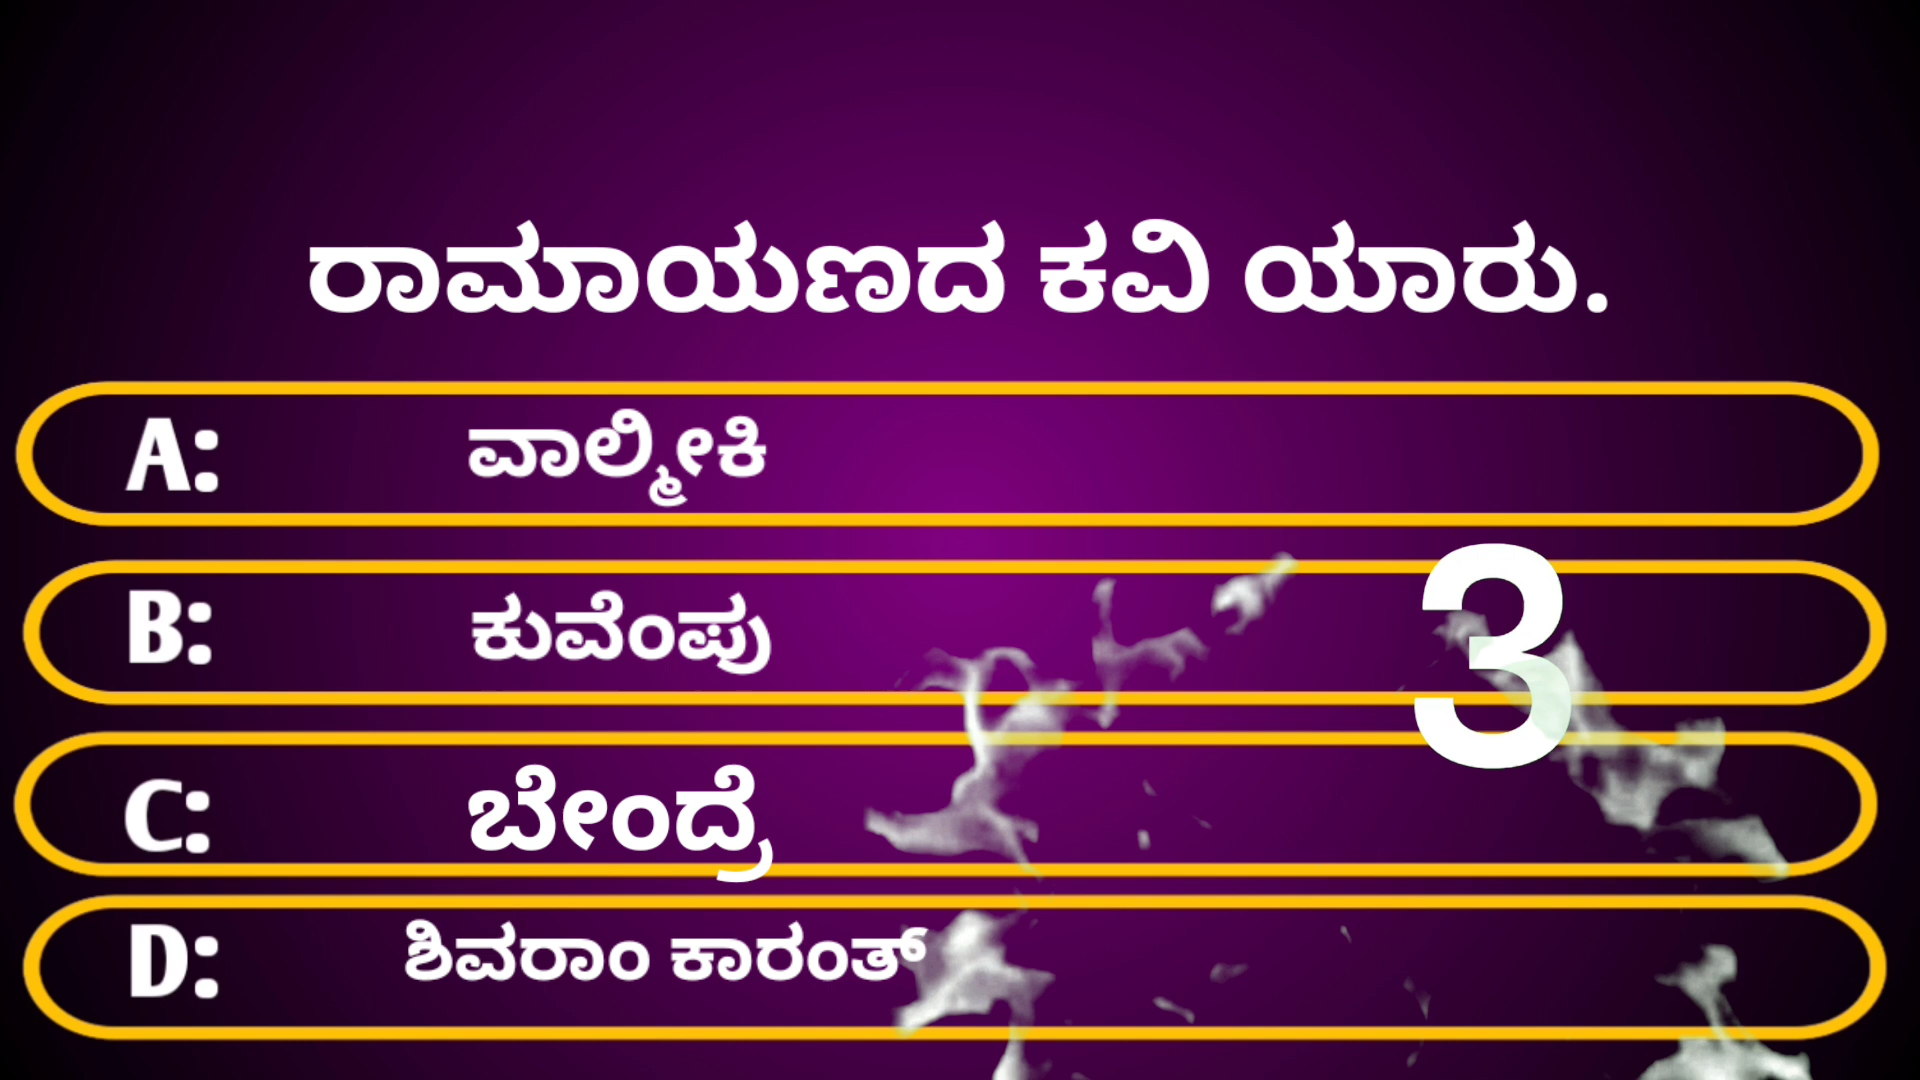 ರಾಮಾಯಣದ ಕವಿ ಯಾರು.
A: ವಾಲ್ಮೀಕಿ
B: ಕುವೆಂಪು
3
C: ಬೇಂದ್ರೆ
D: ಶಿವರಾಂ ಕಾರಂತ್